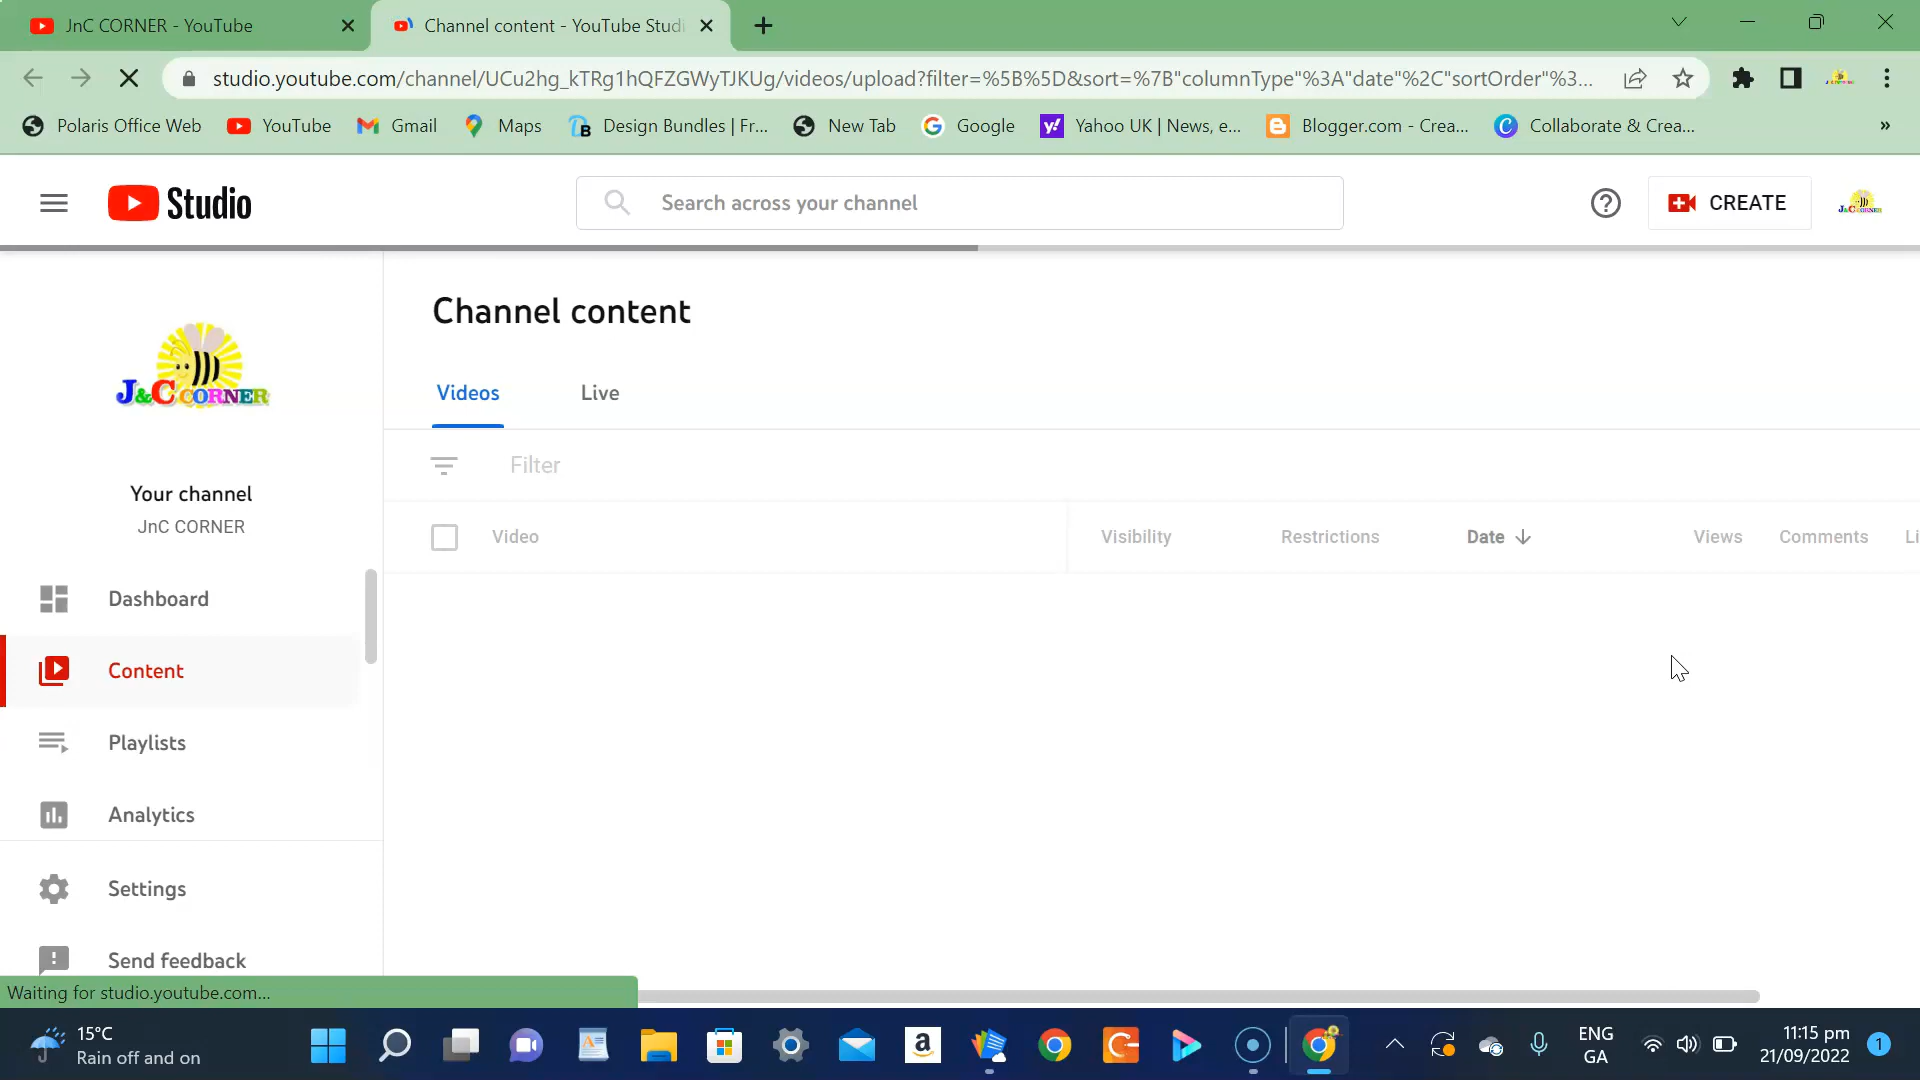 JnC CORNER - YouTube
Channel content - YouTube Studi
studio.youtube.com/channel/UCu2hg_kTRg1hQFZGWyTJKUg/videos/upload?filter=%5B%5D&sort=%7B"columnType"%3A"date"%2C"sortOrder"%3...
Polaris Office Web
YouTube
Gmail
Maps
Design Bundles | Fr...
New Tab
Google
Yahoo UK | News, e...
Blogger.com - Crea...
Collaborate & Crea...
Studio
Search across your channel
CREATE
J&C CORNER
Channel content
Videos
Live
Filter
Video
Visibility
Restrictions
Date
Views
Comments
Li
J&C CORNER
Your channel
JnC CORNER
Dashboard
Content
Playlists
Analytics
Settings
Send feedback
Waiting for studio.youtube.com...
15°C
Rain off and on
ENG
GA
11:15 pm
21/09/2022
1